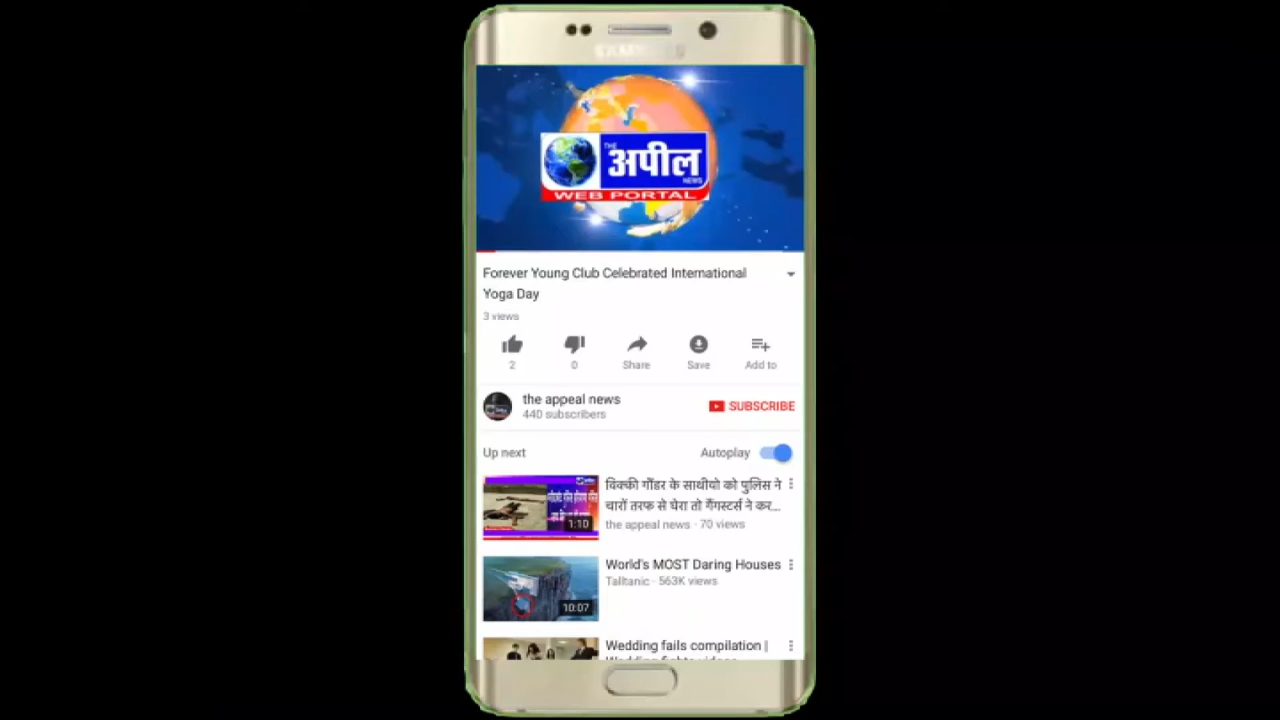 THE
अपील
NEWS
WEB PORTAL
Forever Young Club Celebrated International
Yoga Day
3 views
2
0
Share
Save
Add to
the appeal news
440 subscribers
SUBSCRIBE
Up next
Autoplay
विक्की गौंडर के साथीयो को पुलिस ने
चारों तरफ से घेरा तो गैंगस्टर्स ने कर...
the appeal news · 70 views
1:10
World's MOST Daring Houses
Talltanic · 563K views
10:07
Wedding fails compilation |